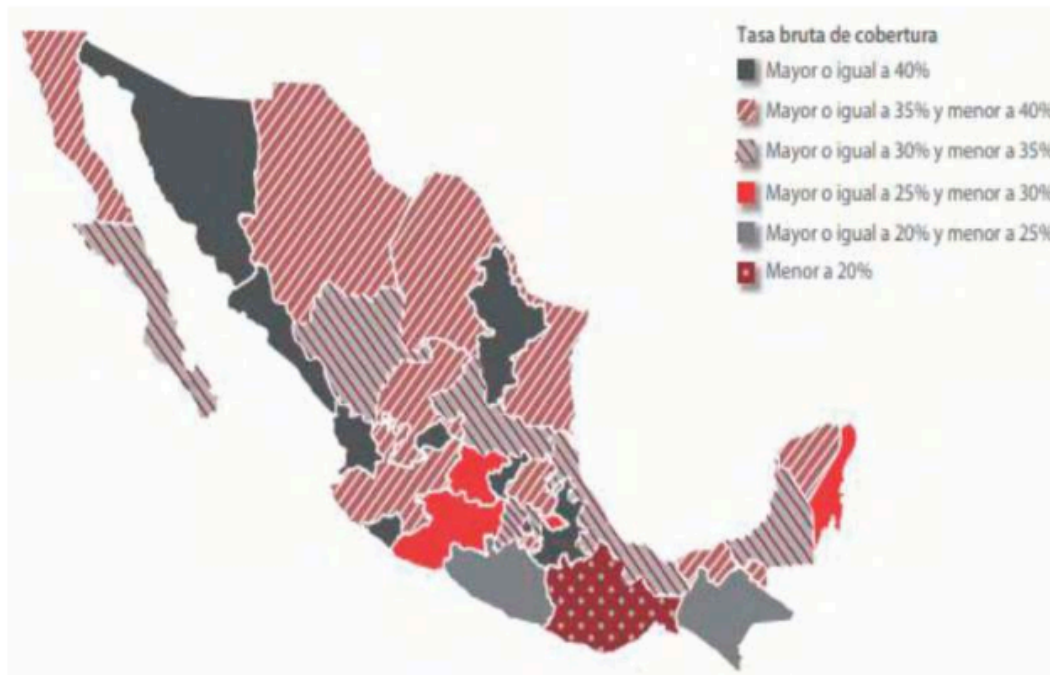 Tasa bruta de cobertura
Mayor o igual a 40%
Mayor o igual a 35% y menor a 40%
Mayor o igual a 30% y menor a 35%
Mayor o igual a 25% y menor a 30%
Mayor o igual a 20% y menor a 25%
Menor a 20%